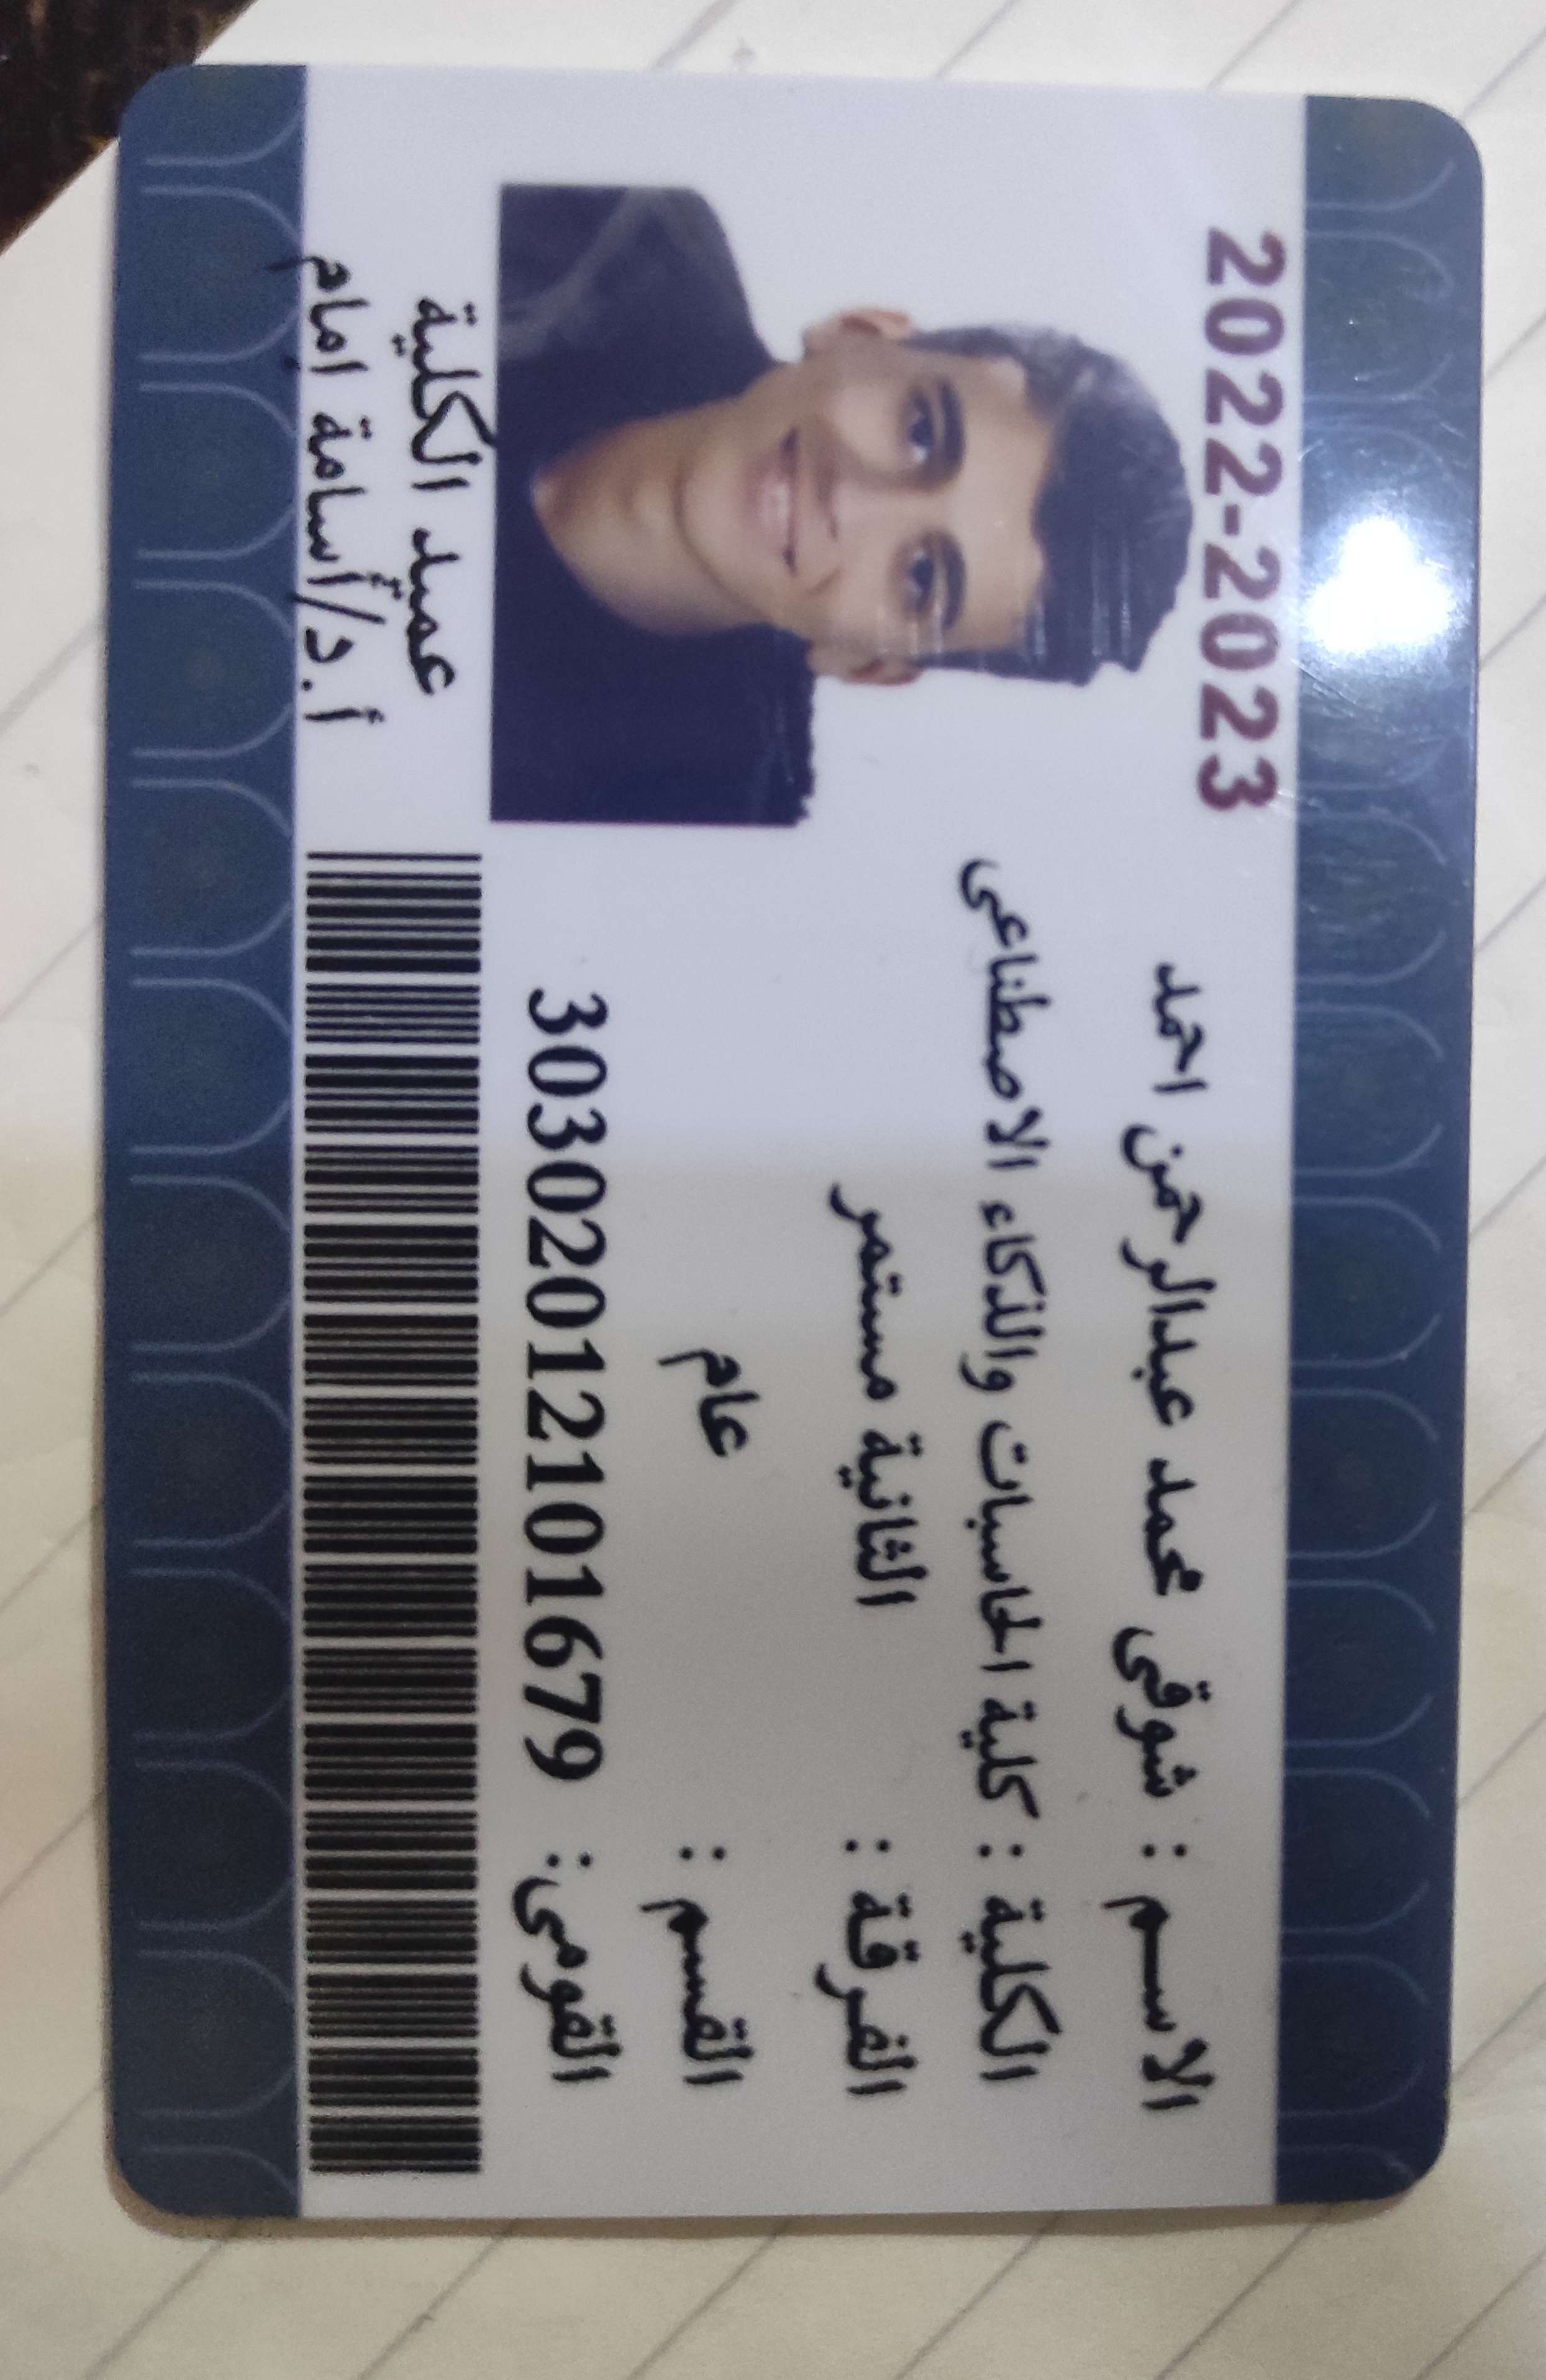 2022-2023
الاسم : شوقى محمد عبدالرحمن احمد
الكلية : كلية الحاسبات والذكاء الاصطناعى
الفرقة : الثانية مستمر
القسم : عام
القومى: 30302012101679
عميد الكلية
أ.د/أسامة امام